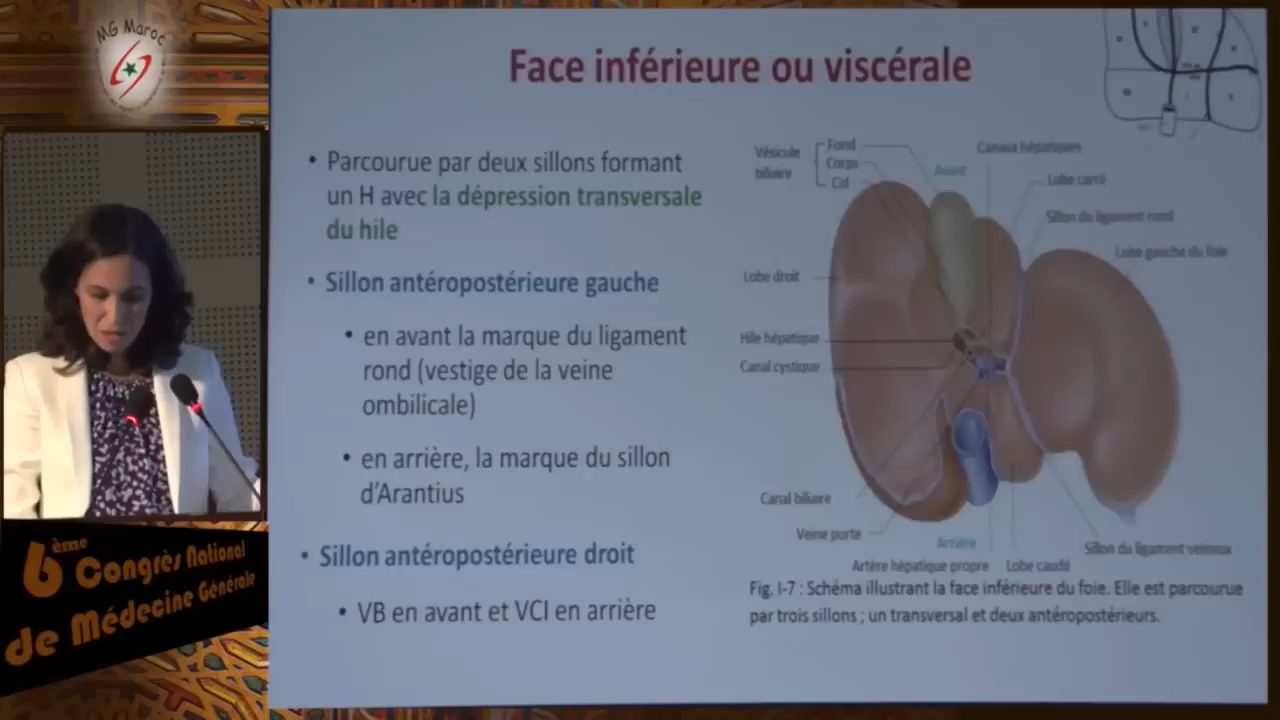 MG Maroc
6ème Congrès National
de Médecine Générale
Face inférieure ou viscérale
• Parcourue par deux sillons formant
un H avec la dépression transversale
du hile
• Sillon antéropostérieure gauche
• en avant la marque du ligament
rond (vestige de la veine
ombilicale)
• en arrière, la marque du sillon
d'Arantius
• Sillon antéropostérieure droit
• VB en avant et VCI en arrière
Vésicule
biliaire
Fond
Corps
Col
Avant
Canaux hépatiques
Lobe carré
Sillon du ligament rond
Lobe gauche du foie
Lobe droit
Hile hépatique
Canal cystique
Canal biliaire
Veine porte
Arrière
Artère hépatique propre
Lobe caudé
Sillon du ligament veineux
Fig. I-7 : Schéma illustrant la face inférieure du foie. Elle est parcourue
par trois sillons ; un transversal et deux antéropostérieurs.